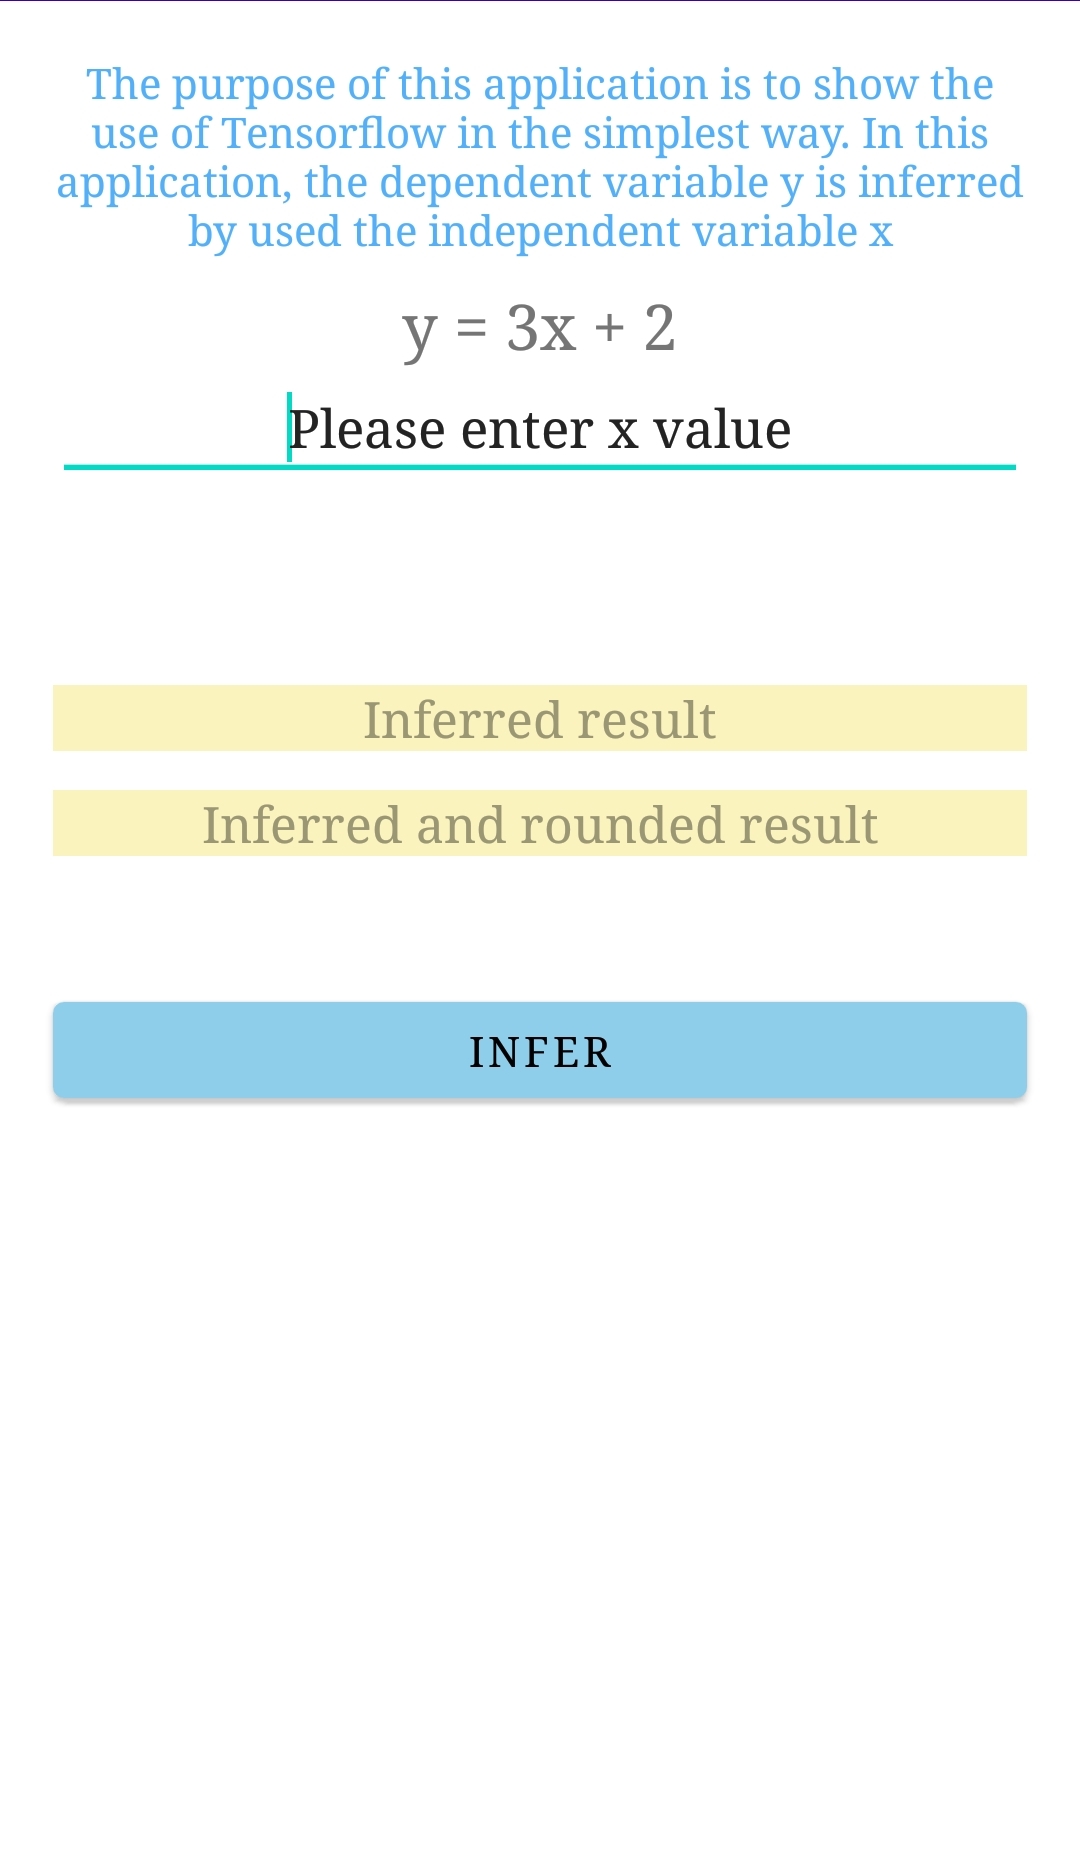 The purpose of this application is to show the
use of Tensorflow in the simplest way. In this
application, the dependent variable y is inferred
by used the independent variable x
y = 3x + 2
Please enter x value
Inferred result
Inferred and rounded result
INFER